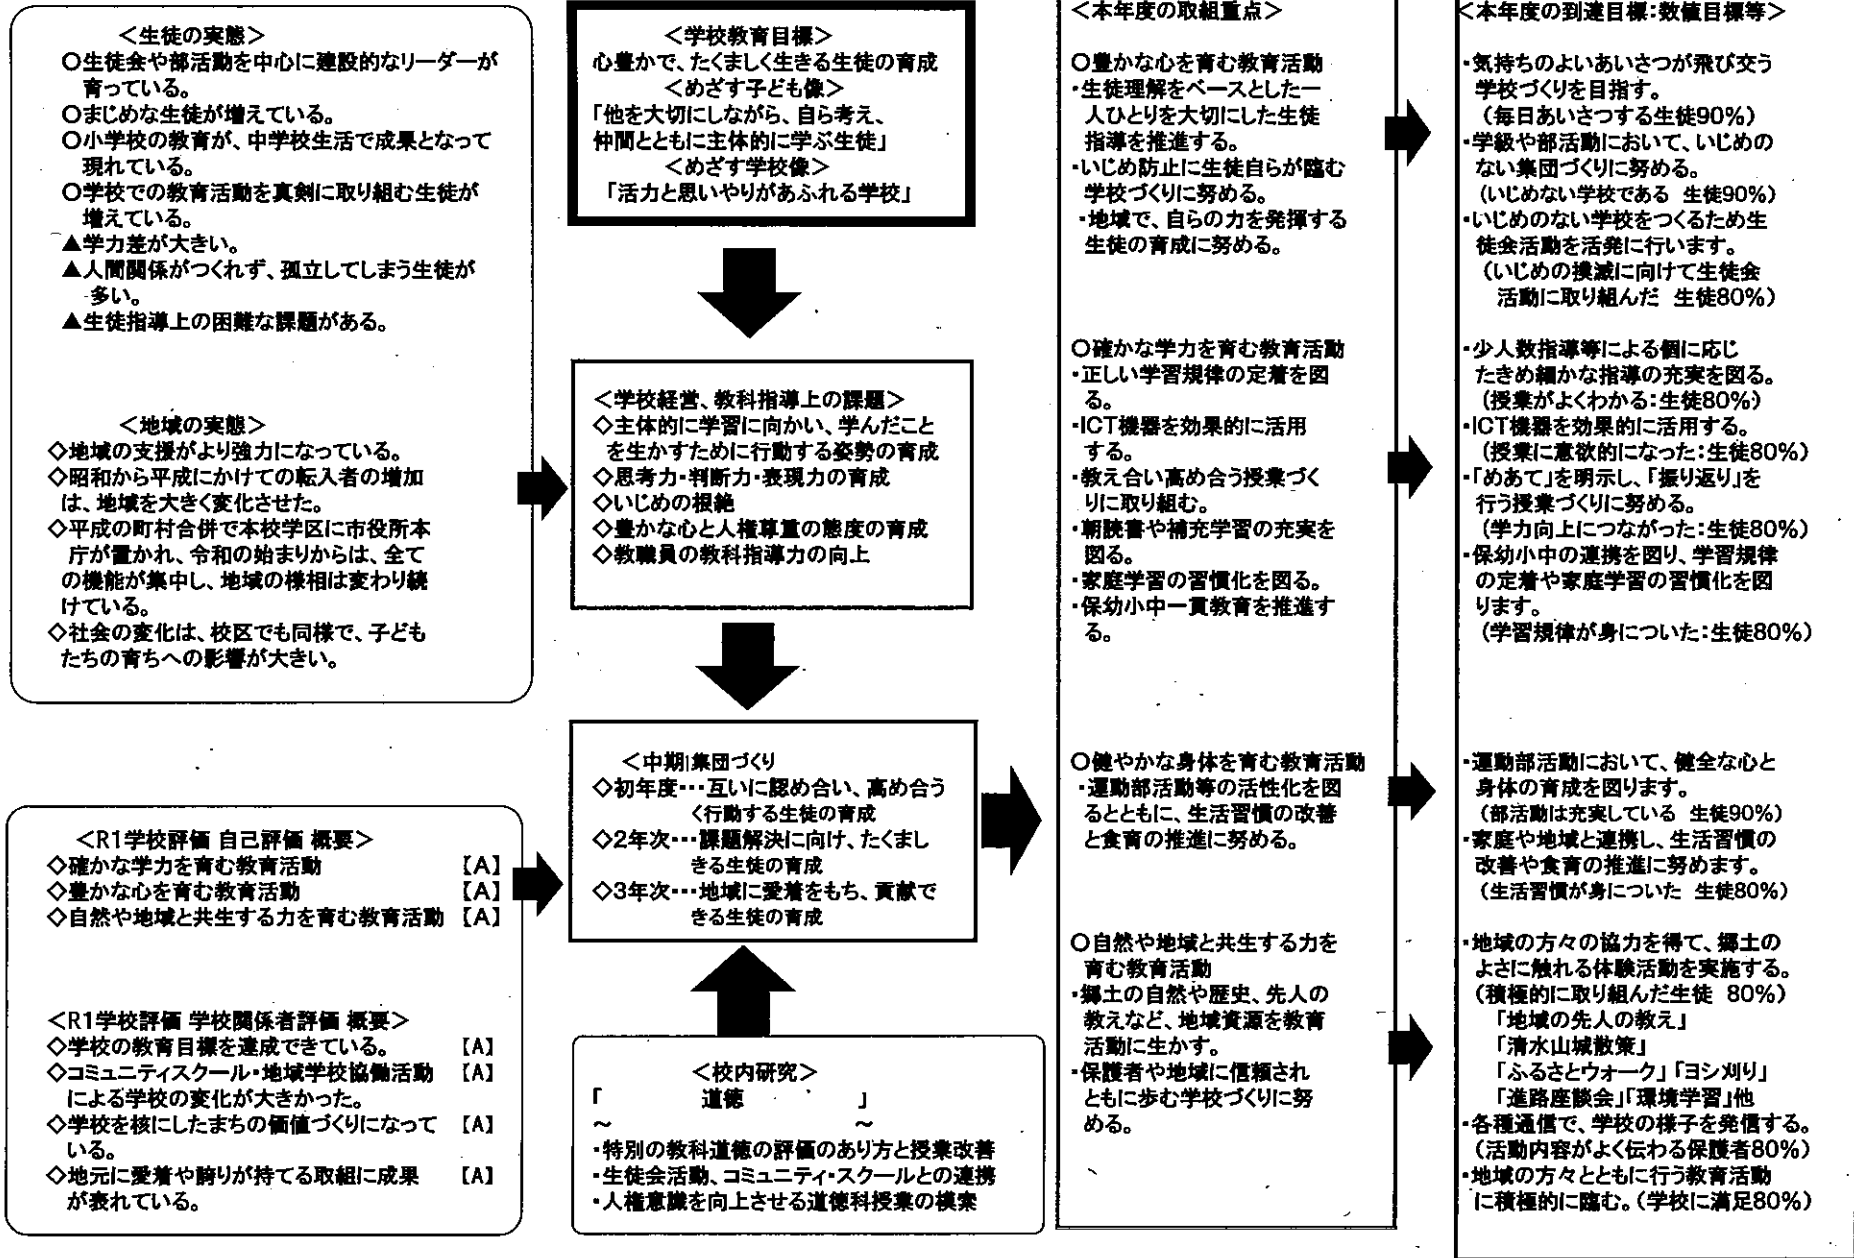 ＜生徒の実態＞
○生徒会や部活動を中心に建設的なリーダーが
育っている。
○まじめな生徒が増えている。
○小学校の教育が、中学校生活で成果となって
現れている。
○学校での教育活動を真剣に取り組む生徒が
増えている。
▲学力差が大きい。
▲人間関係がつくれず、孤立してしまう生徒が
多い。
▲生徒指導上の困難な課題がある。
＜地域の実態＞
◇地域の支援がより強力になっている。
◇昭和から平成にかけての転入者の増加
は、地域を大きく変化させた。
◇平成の町村合併で本校学区に市役所本
庁が置かれ、令和の始まりからは、全て
の機能が集中し、地域の様相は変わり続
けている。
◇社会の変化は、校区でも同様で、子ども
たちの育ちへの影響が大きい。
＜R1学校評価 自己評価 概要＞
◇確かな学力を育む教育活動 【A】
◇豊かな心を育む教育活動 【A】
◇自然や地域と共生する力を育む教育活動 【A】
＜R1学校評価 学校関係者評価 概要＞
◇学校の教育目標を達成できている。 【A】
◇コミュニティスクール・地域学校協働活動 【A】
による学校の変化が大きかった。
◇学校を核にしたまちの価値づくりになって 【A】
いる。
◇地元に愛着や誇りが持てる取組に成果 【A】
が表れている。
＜学校教育目標＞
心豊かで、たくましく生きる生徒の育成
＜めざす子ども像＞
「他を大切にしながら、自ら考え、
仲間とともに主体的に学ぶ生徒」
＜めざす学校像＞
「活力と思いやりがあふれる学校」
＜学校経営、教科指導上の課題＞
◇主体的に学習に向かい、学んだこと
を生かすために行動する姿勢の育成
◇思考力・判断力・表現力の育成
◇いじめの根絶
◇豊かな心と人権尊重の態度の育成
◇教職員の教科指導力の向上
＜中期集団づくり
◇初年度・・・互いに認め合い、高め合う
く行動する生徒の育成
◇2年次・・・課題解決に向け、たくまし
きる生徒の育成
◇3年次・・・地域に愛着をもち、貢献で
きる生徒の育成
＜校内研究＞
「 道徳 」
～ ～
・特別の教科道徳の評価のあり方と授業改善
・生徒会活動、コミュニティ・スクールとの連携
・人権意識を向上させる道徳科授業の模索
＜本年度の取組重点＞
○豊かな心を育む教育活動
・生徒理解をベースとした一
人ひとりを大切にした生徒
指導を推進する。
・いじめ防止に生徒自らが臨む
学校づくりに努める。
・地域で、自らの力を発揮する
生徒の育成に努める。
○確かな学力を育む教育活動
・正しい学習規律の定着を図
る。
・ICT機器を効果的に活用
する。
・教え合い高め合う授業づく
りに取り組む。
・朝読書や補充学習の充実を
図る。
・家庭学習の習慣化を図る。
・保幼小中一貫教育を推進す
る。
○健やかな身体を育む教育活動
・運動部活動等の活性化を図
るとともに、生活習慣の改善
と食育の推進に努める。
○自然や地域と共生する力を
育む教育活動
・郷土の自然や歴史、先人の
教えなど、地域資源を教育
活動に生かす。
・保護者や地域に信頼され
ともに歩む学校づくりに努
める。
＜本年度の到達目標：数値目標等＞
・気持ちのよいあいさつが飛び交う
学校づくりを目指す。
（毎日あいさつする生徒90％）
・学級や部活動において、いじめの
ない集団づくりに努める。
（いじめない学校である 生徒90％）
・いじめのない学校をつくるため生
徒会活動を活発に行います。
（いじめの撲滅に向けて生徒会
活動に取り組んだ 生徒80％）
・少人数指導等による個に応じ
たきめ細かな指導の充実を図る。
（授業がよくわかる：生徒80％）
・ICT機器を効果的に活用する。
（授業に意欲的になった：生徒80％）
・「めあて」を明示し、「振り返り」を
行う授業づくりに努める。
（学力向上につながった：生徒80％）
・保幼小中の連携を図り、学習規律
の定着や家庭学習の習慣化を図
ります。
（学習規律が身についた：生徒80％）
・運動部活動において、健全な心と
身体の育成を図ります。
（部活動は充実している 生徒90％）
・家庭や地域と連携し、生活習慣の
改善や食育の推進に努めます。
（生活習慣が身についた 生徒80％）
・地域の方々の協力を得て、郷土の
よさに触れる体験活動を実施する。
（積極的に取り組んだ生徒 80％）
「地域の先人の教え」
「清水山城散策」
「ふるさとウォーク」「ヨシ刈り」
「進路座談会」「環境学習」他
・各種通信で、学校の様子を発信する。
（活動内容がよく伝わる保護者80％）
・地域の方々とともに行う教育活動
に積極的に臨む。（学校に満足80％）